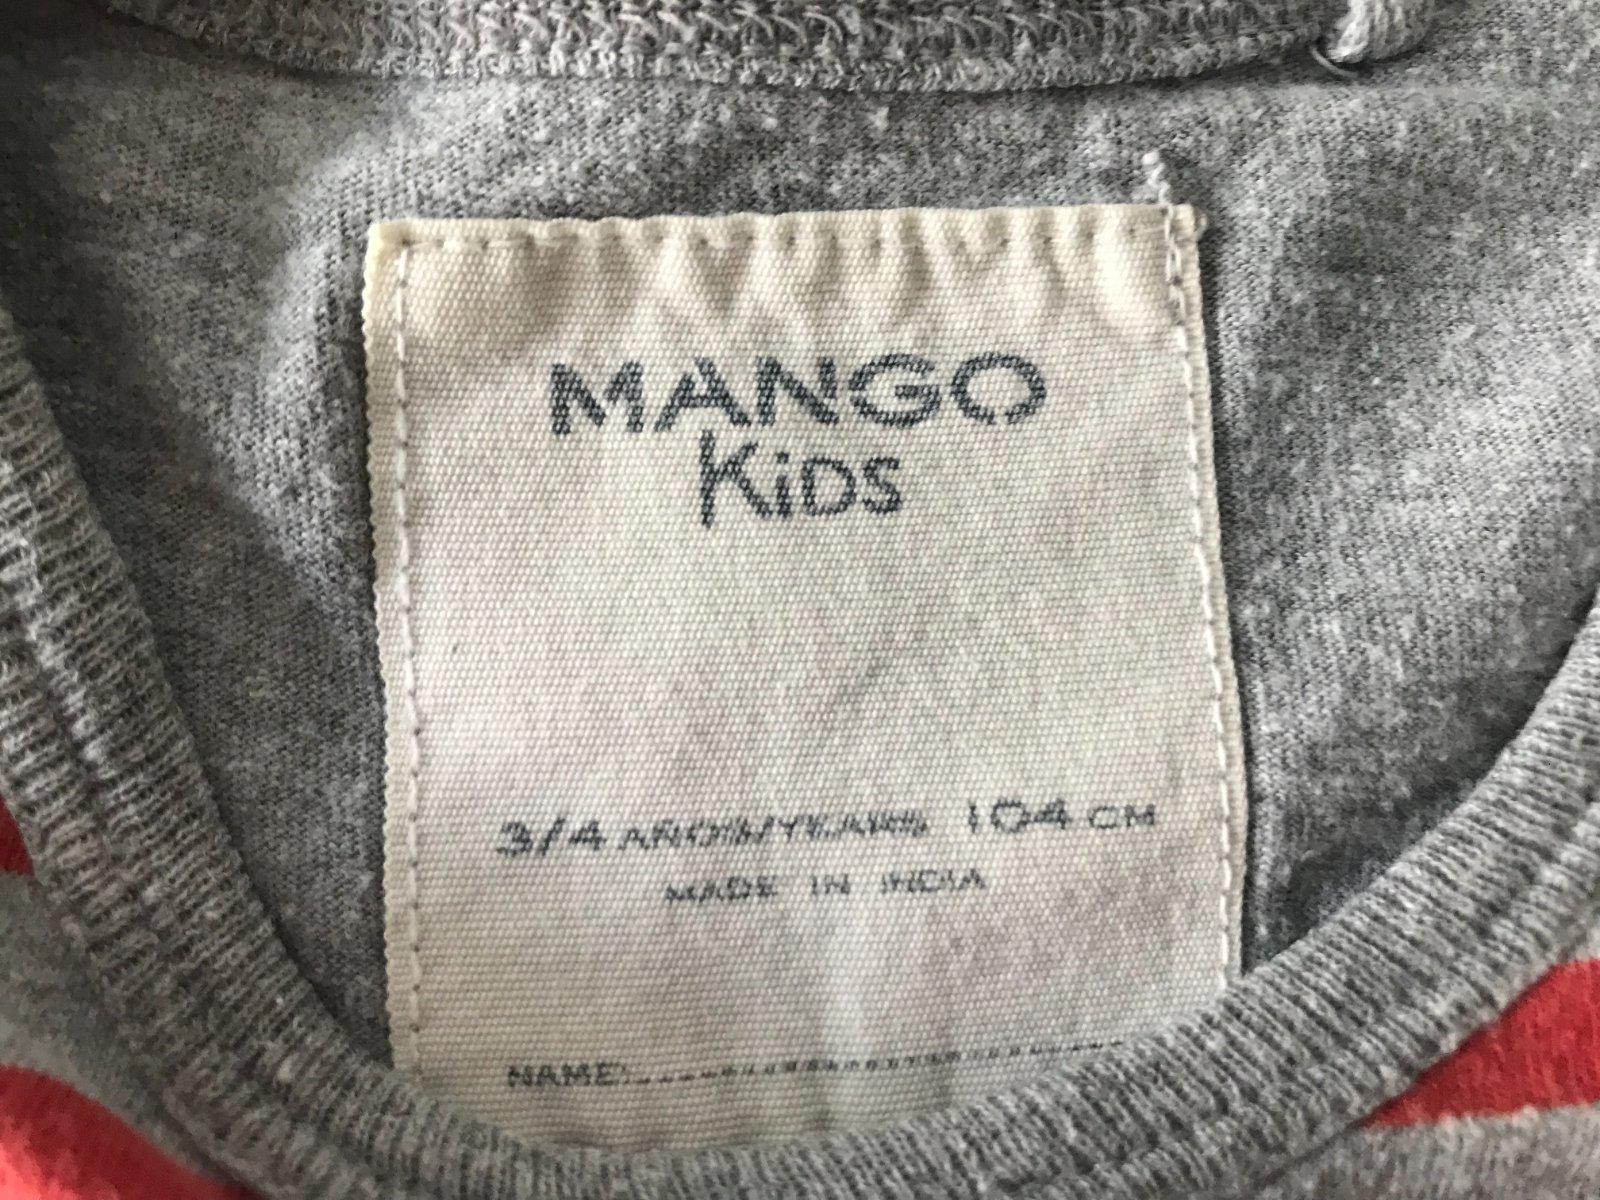 MANGO
KiDS
3/4 AÑOS/YEARS 104 CM
MADE IN INDIA
NAME: